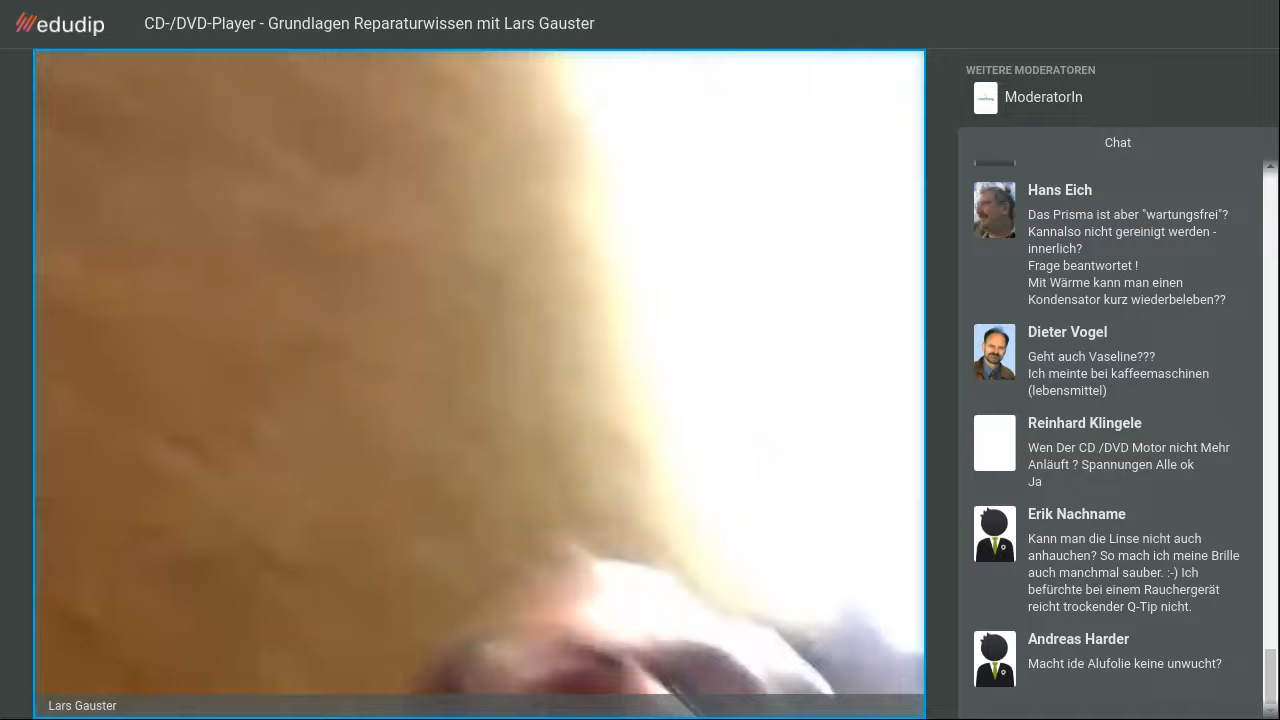 edudip
CD-/DVD-Player - Grundlagen Reparaturwissen mit Lars Gauster
WEITERE MODERATOREN
ModeratorIn
Chat
Hans Eich
Das Prisma ist aber "wartungsfrei"?
Kannalso nicht gereinigt werden -
innerlich?
Frage beantwortet !
Mit Wärme kann man einen
Kondensator kurz wiederbeleben??
Dieter Vogel
Geht auch Vaseline???
Ich meinte bei kaffeemaschinen
(lebensmittel)
Reinhard Klingele
Wen Der CD /DVD Motor nicht Mehr
Anläuft ? Spannungen Alle ok
Ja
Erik Nachname
Kann man die Linse nicht auch
anhauchen? So mach ich meine Brille
auch manchmal sauber. :-) Ich
befürchte bei einem Rauchergerät
reicht trockender Q-Tip nicht.
Andreas Harder
Macht ide Alufolie keine unwucht?
Lars Gauster